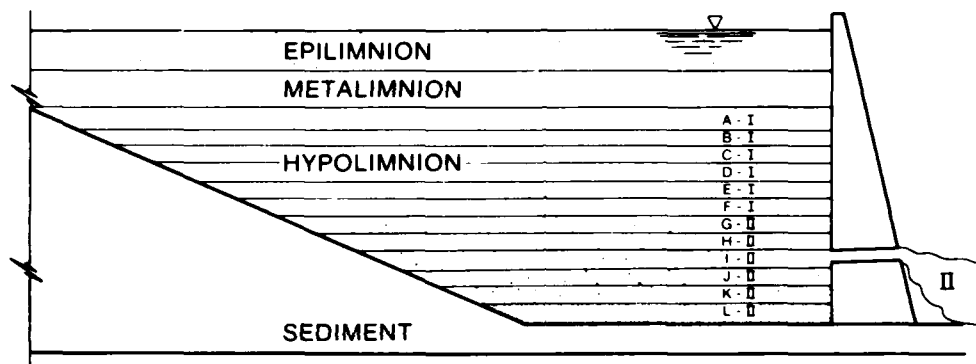 EPILIMNION
METALIMNION
A - I
B - I
HYPOLIMNION C - I
D - I
E - I
F - I
G - II
H - II
I - II
J - II
K - II
L - II
II
SEDIMENT